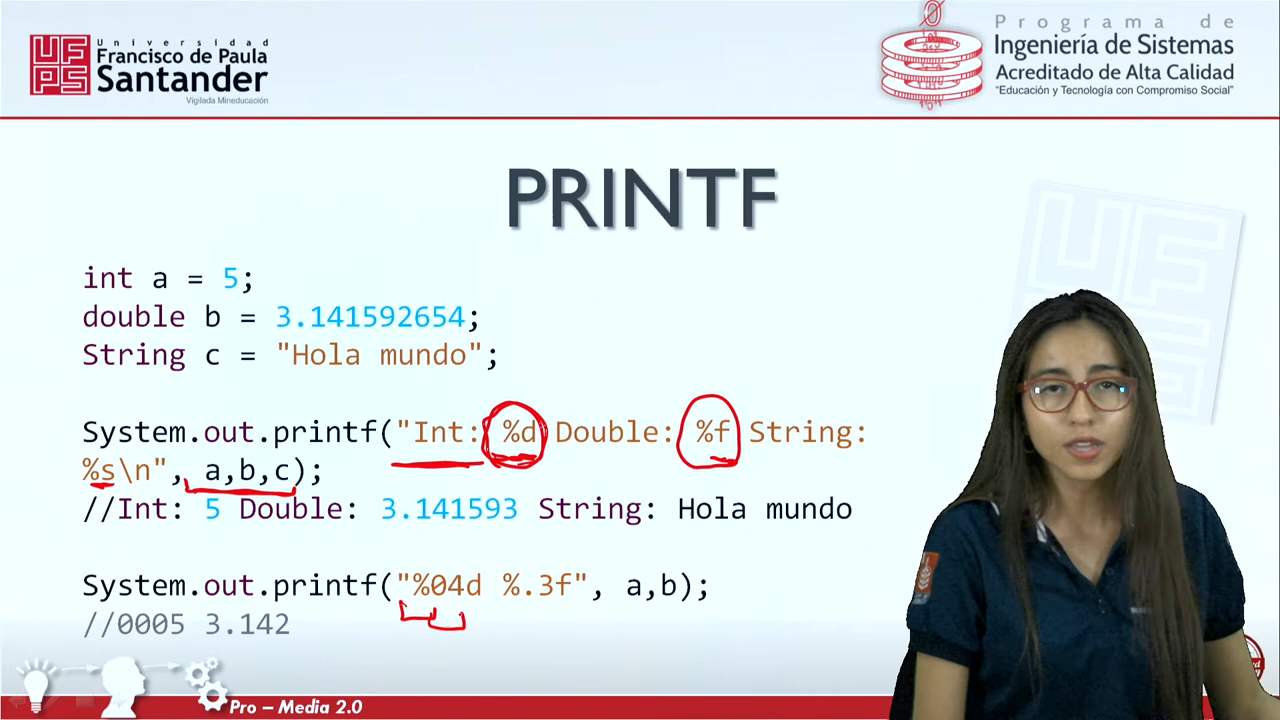 UFPS
Universidad
Francisco de Paula
Santander
Vigilada Mineducación
Programa de
Ingeniería de Sistemas
Acreditado de Alta Calidad
"Educación y Tecnología con Compromiso Social"
PRINTF
int a = 5;
double b = 3.141592654;
String c = "Hola mundo";
System.out.printf("Int: %d Double: %f String:
%s\n", a,b,c);
//Int: 5 Double: 3.141593 String: Hola mundo
System.out.printf("%04d %.3f", a,b);
//0005 3.142
Pro – Media 2.0